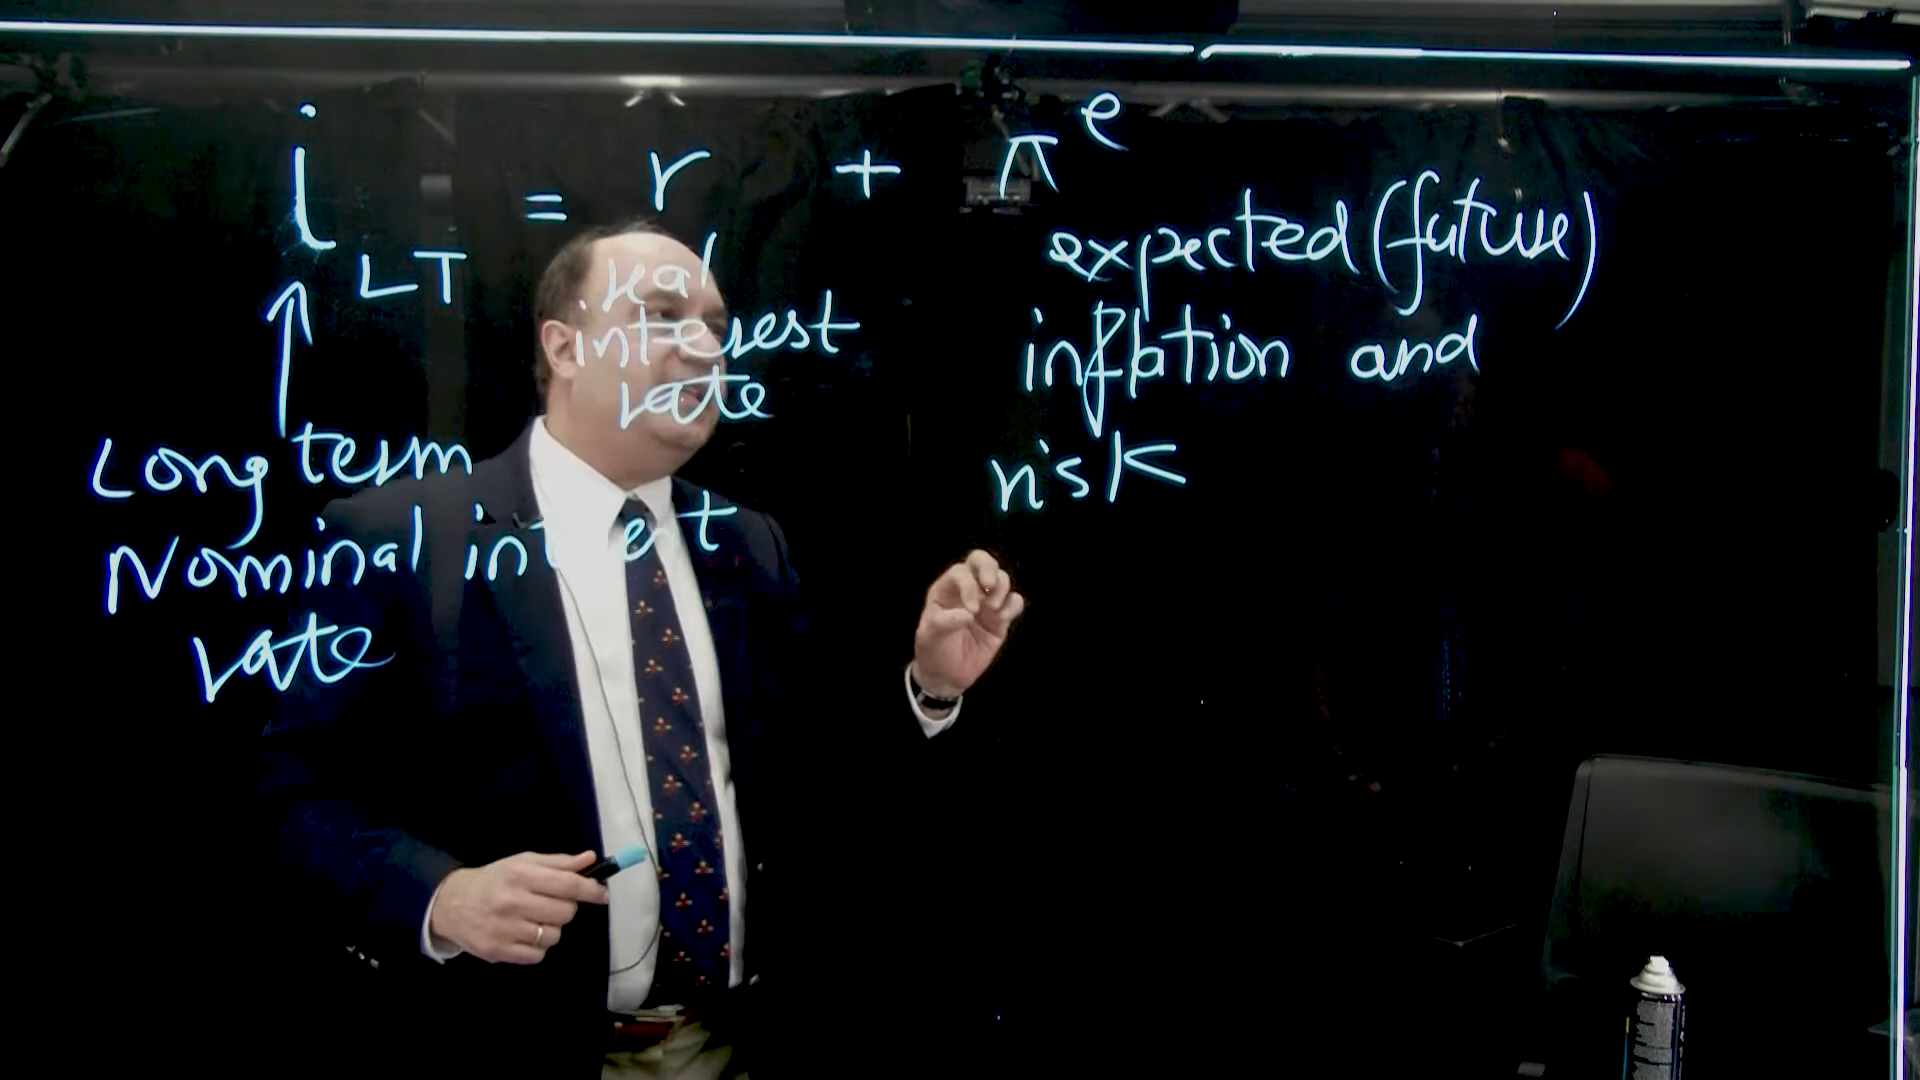 i LT = r + π^e
real
interest
rate
expected (future)
inflation and
risk
Long term
Nominal interest
rate